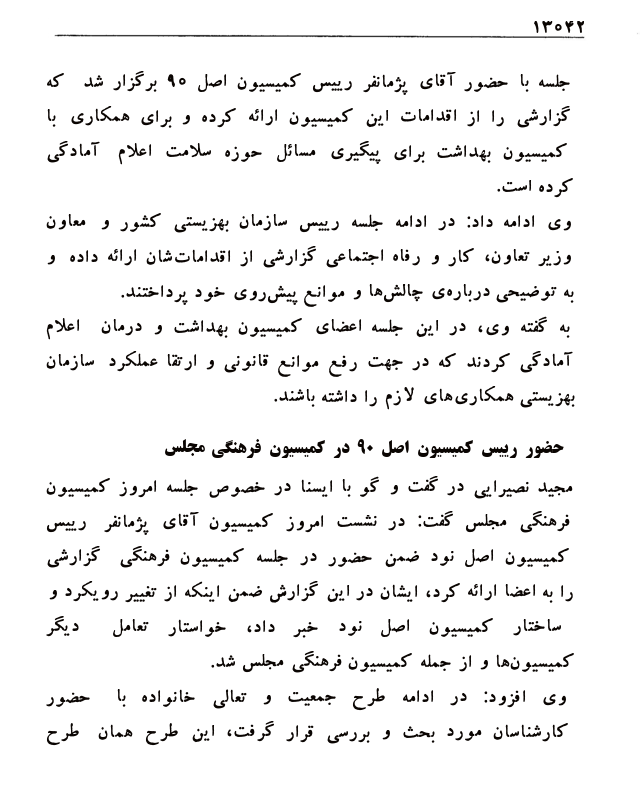 ۱۳۰۴۲
جلسه با حضور آقای پژمانفر رییس کمیسیون اصل ۹۰ برگزار شد که
گزارشی را از اقدامات این کمیسیون ارائه کرده و برای همکاری با
کمیسیون بهداشت برای پیگیری مسائل حوزه سلامت اعلام آمادگی
کرده است.
وی ادامه داد: در ادامه جلسه رییس سازمان بهزیستی کشور و معاون
وزیر تعاون، کار و رفاه اجتماعی گزارشی از اقدامات‌شان ارائه داده و
به توضیحی درباره‌ی چالش‌ها و موانع پیش‌روی خود پرداختند.
به گفته وی، در این جلسه اعضای کمیسیون بهداشت و درمان اعلام
آمادگی کردند که در جهت رفع موانع قانونی و ارتقا عملکرد سازمان
بهزیستی همکاری‌های لازم را داشته باشند.
حضور رییس کمیسیون اصل ۹۰ در کمیسیون فرهنگی مجلس
مجید نصیرایی در گفت و گو با ایسنا در خصوص جلسه امروز کمیسیون
فرهنگی مجلس گفت: در نشست امروز کمیسیون آقای پژمانفر رییس
کمیسیون اصل نود ضمن حضور در جلسه کمیسیون فرهنگی گزارشی
را به اعضا ارائه کرد، ایشان در این گزارش ضمن اینکه از تغییر رویکرد و
ساختار کمیسیون اصل نود خبر داد، خواستار تعامل دیگر
کمیسیون‌ها و از جمله کمیسیون فرهنگی مجلس شد.
وی افزود: در ادامه طرح جمعیت و تعالی خانواده با حضور
کارشناسان مورد بحث و بررسی قرار گرفت، این طرح همان طرح